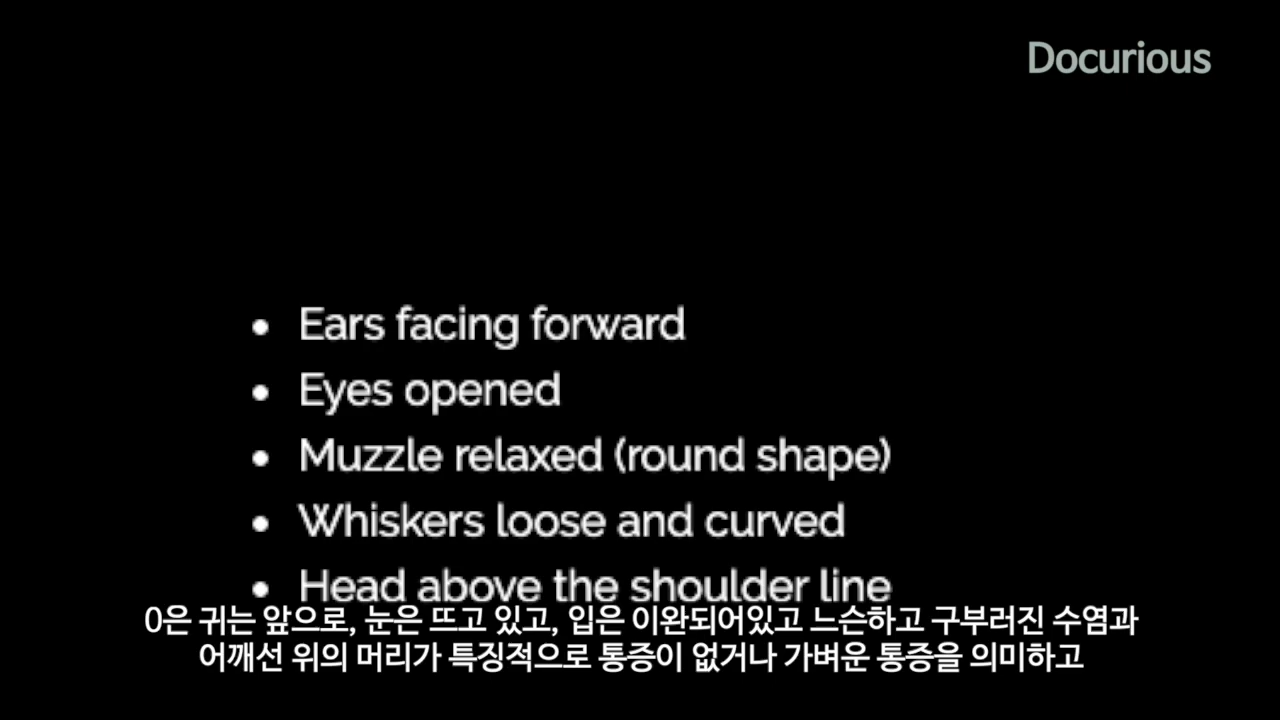 Docurious
• Ears facing forward
• Eyes opened
• Muzzle relaxed (round shape)
• Whiskers loose and curved
• Head above the shoulder line
0은 귀는 앞으로, 눈은 뜨고 있고, 입은 이완되어있고 느슨하고 구부러진 수염과
어깨선 위의 머리가 특징적으로 통증이 없거나 가벼운 통증을 의미하고